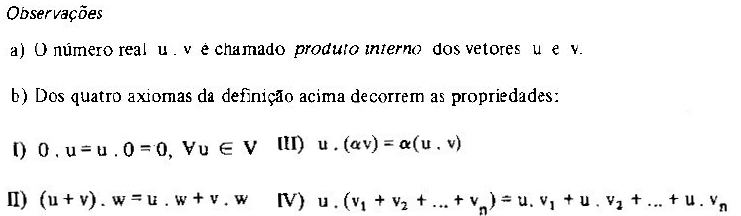 Observações
a) O número real u . v é chamado produto interno dos vetores u e v.
b) Dos quatro axiomas da definição acima decorrem as propriedades:
I) 0 . u = u . 0 = 0, ∀u ∈ V III) u . (αv) = α(u . v)
II) (u + v) . w = u . w + v . w IV) u . (v₁ + v₂ + ... + vₙ) = u. v₁ + u . v₂ + ... + u . vₙ